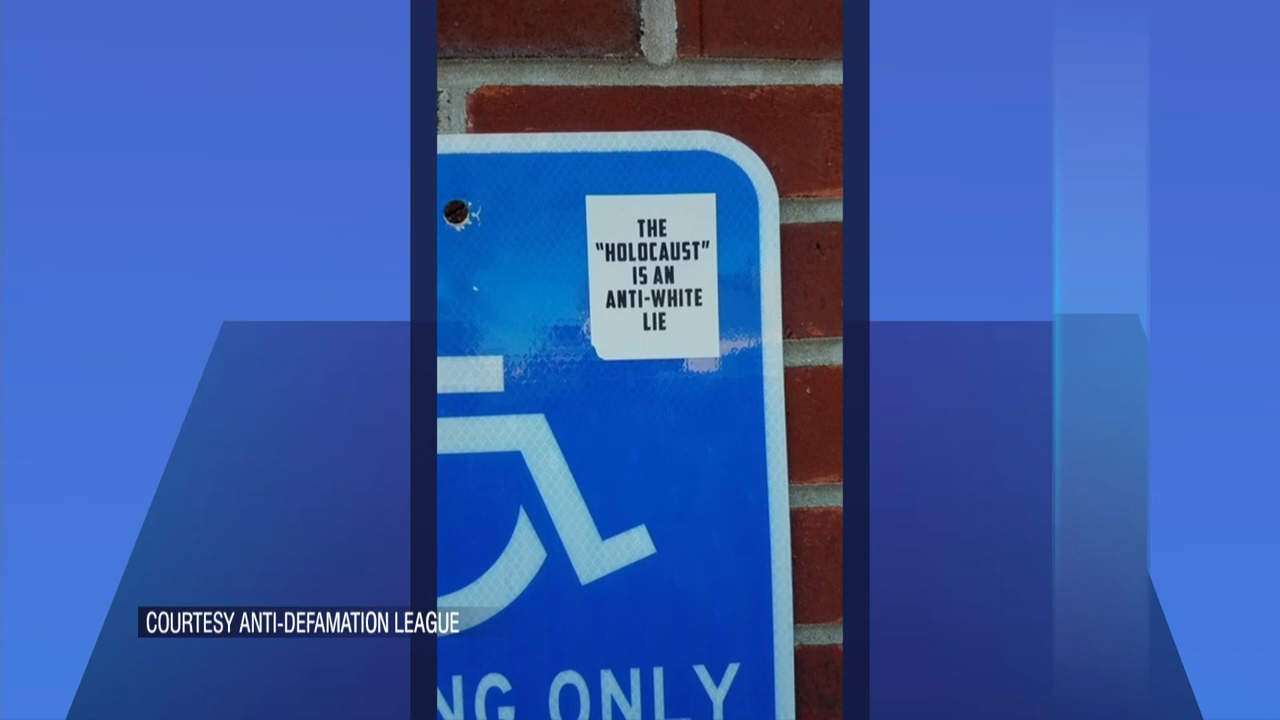 THE
“HOLOCAUST”
IS AN
ANTI-WHITE
LIE
NG ONLY
COURTESY ANTI-DEFAMATION LEAGUE